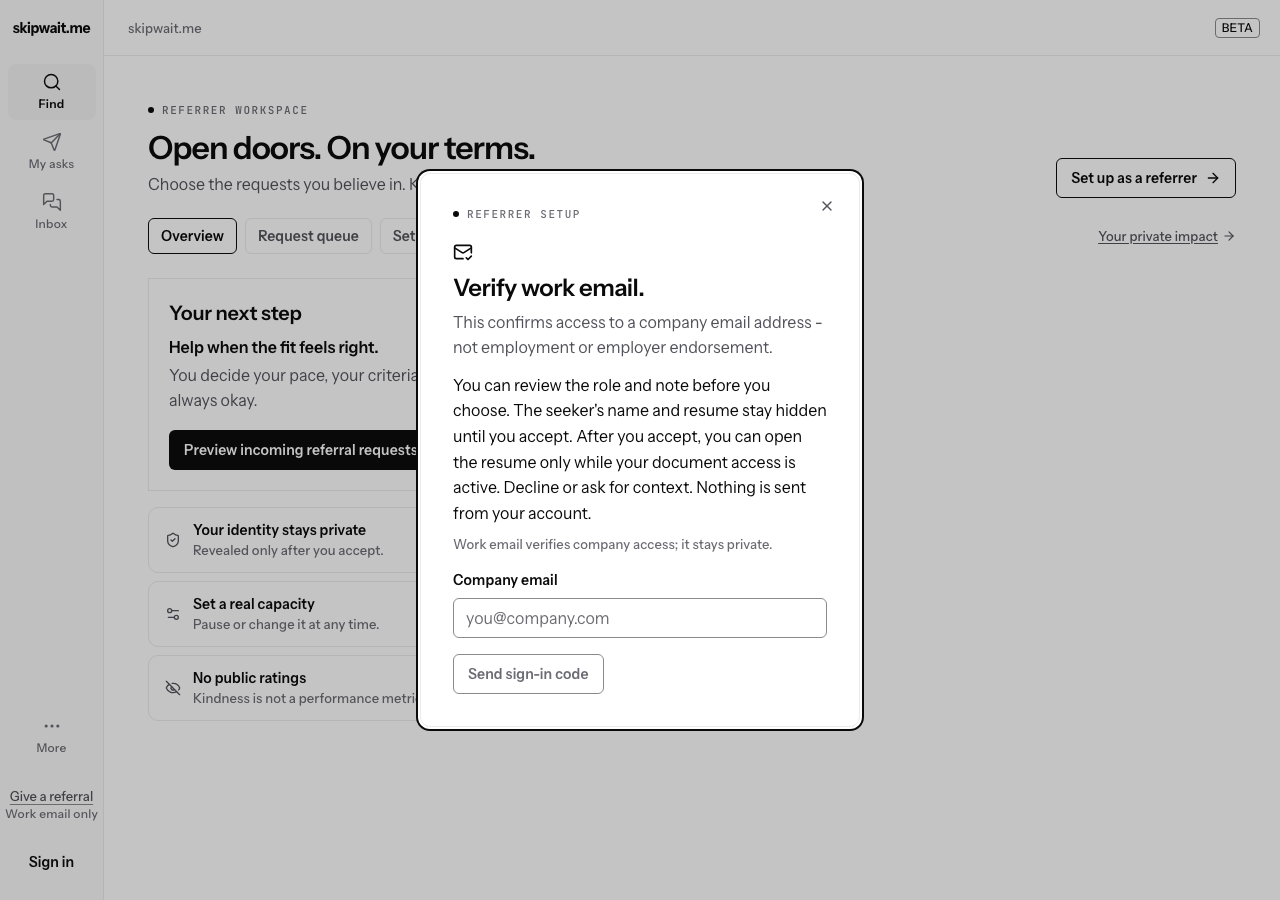 skipwait.me
skipwait.me
BETA
Find
My asks
Inbox
REFERRER WORKSPACE
Open doors. On your terms.
Choose the requests you believe in. K
Set up as a referrer
Overview
Request queue
Set
Your private impact
Your next step
Help when the fit feels right.
You decide your pace, your criteria
always okay.
Preview incoming referral requests
Your identity stays private
Revealed only after you accept.
Set a real capacity
Pause or change it at any time.
No public ratings
Kindness is not a performance metric
REFERRER SETUP
Verify work email.
This confirms access to a company email address -
not employment or employer endorsement.
You can review the role and note before you
choose. The seeker's name and resume stay hidden
until you accept. After you accept, you can open
the resume only while your document access is
active. Decline or ask for context. Nothing is sent
from your account.
Work email verifies company access; it stays private.
Company email
you@company.com
Send sign-in code
More
Give a referral
Work email only
Sign in